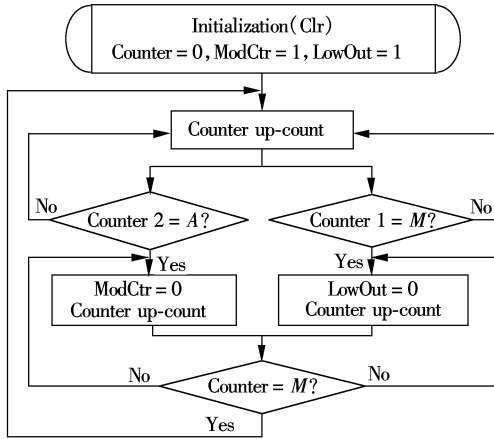 Initialization(Clr)
Counter=0, ModCtr=1, LowOut=1
Counter up-count
No
Counter 2=A?
Counter 1=M?
No
Yes
Yes
ModCtr=0
Counter up-count
LowOut=0
Counter up-count
No
Counter=M?
No
Yes